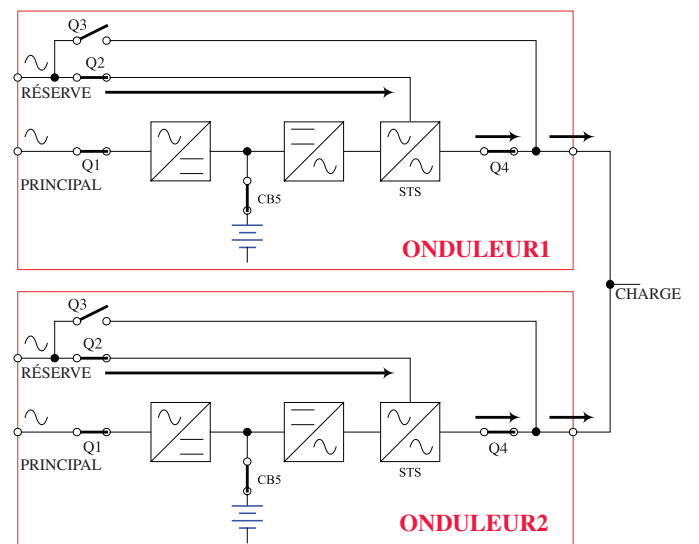 Q3
Q2
RÉSERVE
Q1
PRINCIPAL
CB5
STS
Q4
ONDULEUR1
CHARGE
Q3
Q2
RÉSERVE
Q1
PRINCIPAL
CB5
STS
Q4
ONDULEUR2